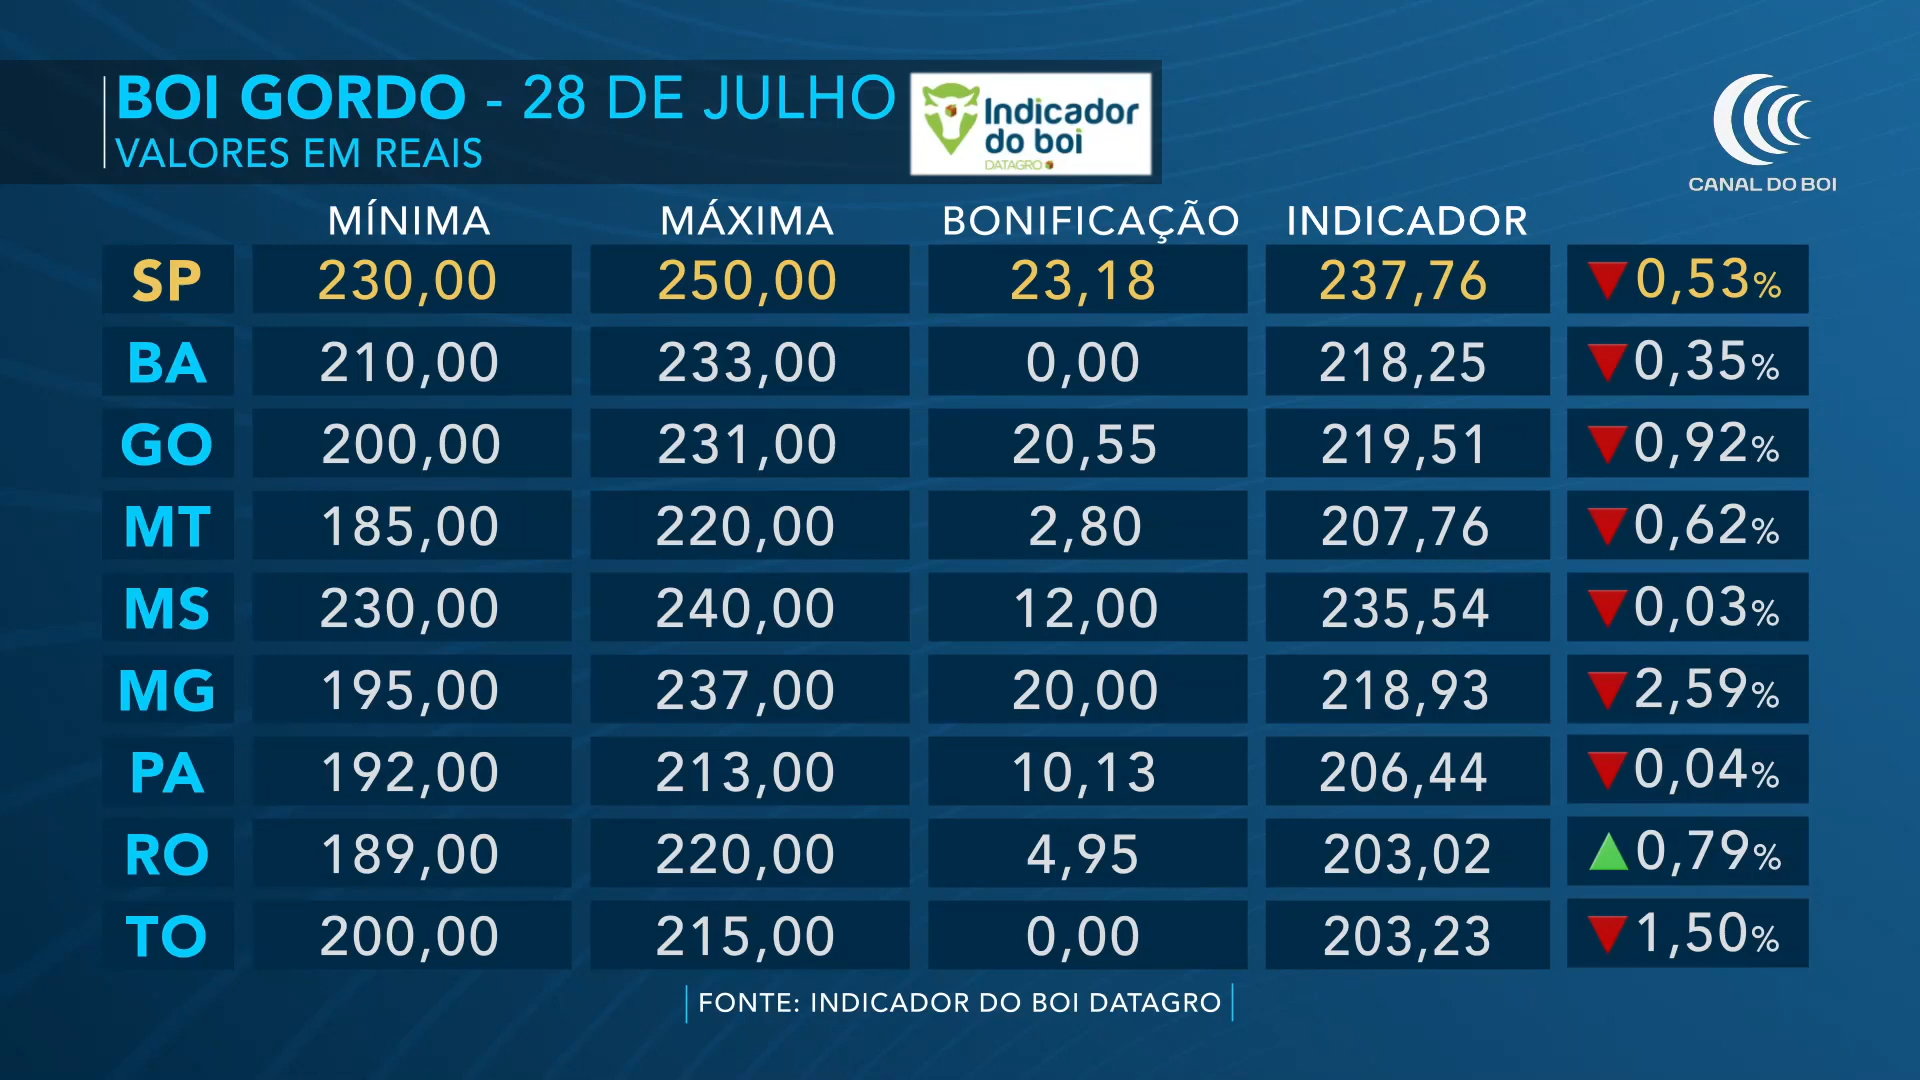 BOI GORDO - 28 DE JULHO
VALORES EM REAIS
Indicador
do boi
DATAGRO
CANAL DO BOI
MÍNIMA MÁXIMA BONIFICAÇÃO INDICADOR
SP 230,00 250,00 23,18 237,76 0,53%
BA 210,00 233,00 0,00 218,25 0,35%
GO 200,00 231,00 20,55 219,51 0,92%
MT 185,00 220,00 2,80 207,76 0,62%
MS 230,00 240,00 12,00 235,54 0,03%
MG 195,00 237,00 20,00 218,93 2,59%
PA 192,00 213,00 10,13 206,44 0,04%
RO 189,00 220,00 4,95 203,02 0,79%
TO 200,00 215,00 0,00 203,23 1,50%
FONTE: INDICADOR DO BOI DATAGRO